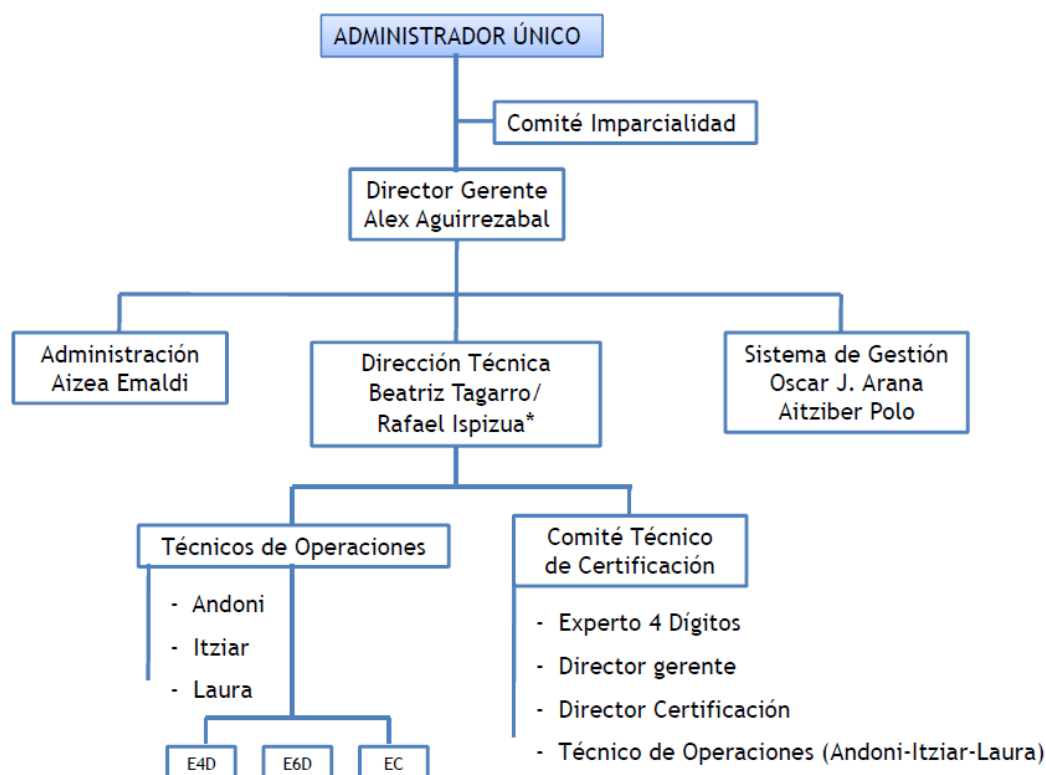 ADMINISTRADOR ÚNICO
Comité Imparcialidad
Director Gerente
Alex Aguirrezabal
Administración
Aizea Emaldi
Dirección Técnica
Beatriz Tagarro/
Rafael Ispizua*
Sistema de Gestión
Oscar J. Arana
Aitziber Polo
Técnicos de Operaciones
- Andoni
- Itziar
- Laura
E4D
E6D
EC
Comité Técnico
de Certificación
- Experto 4 Dígitos
- Director gerente
- Director Certificación
- Técnico de Operaciones (Andoni-Itziar-Laura)